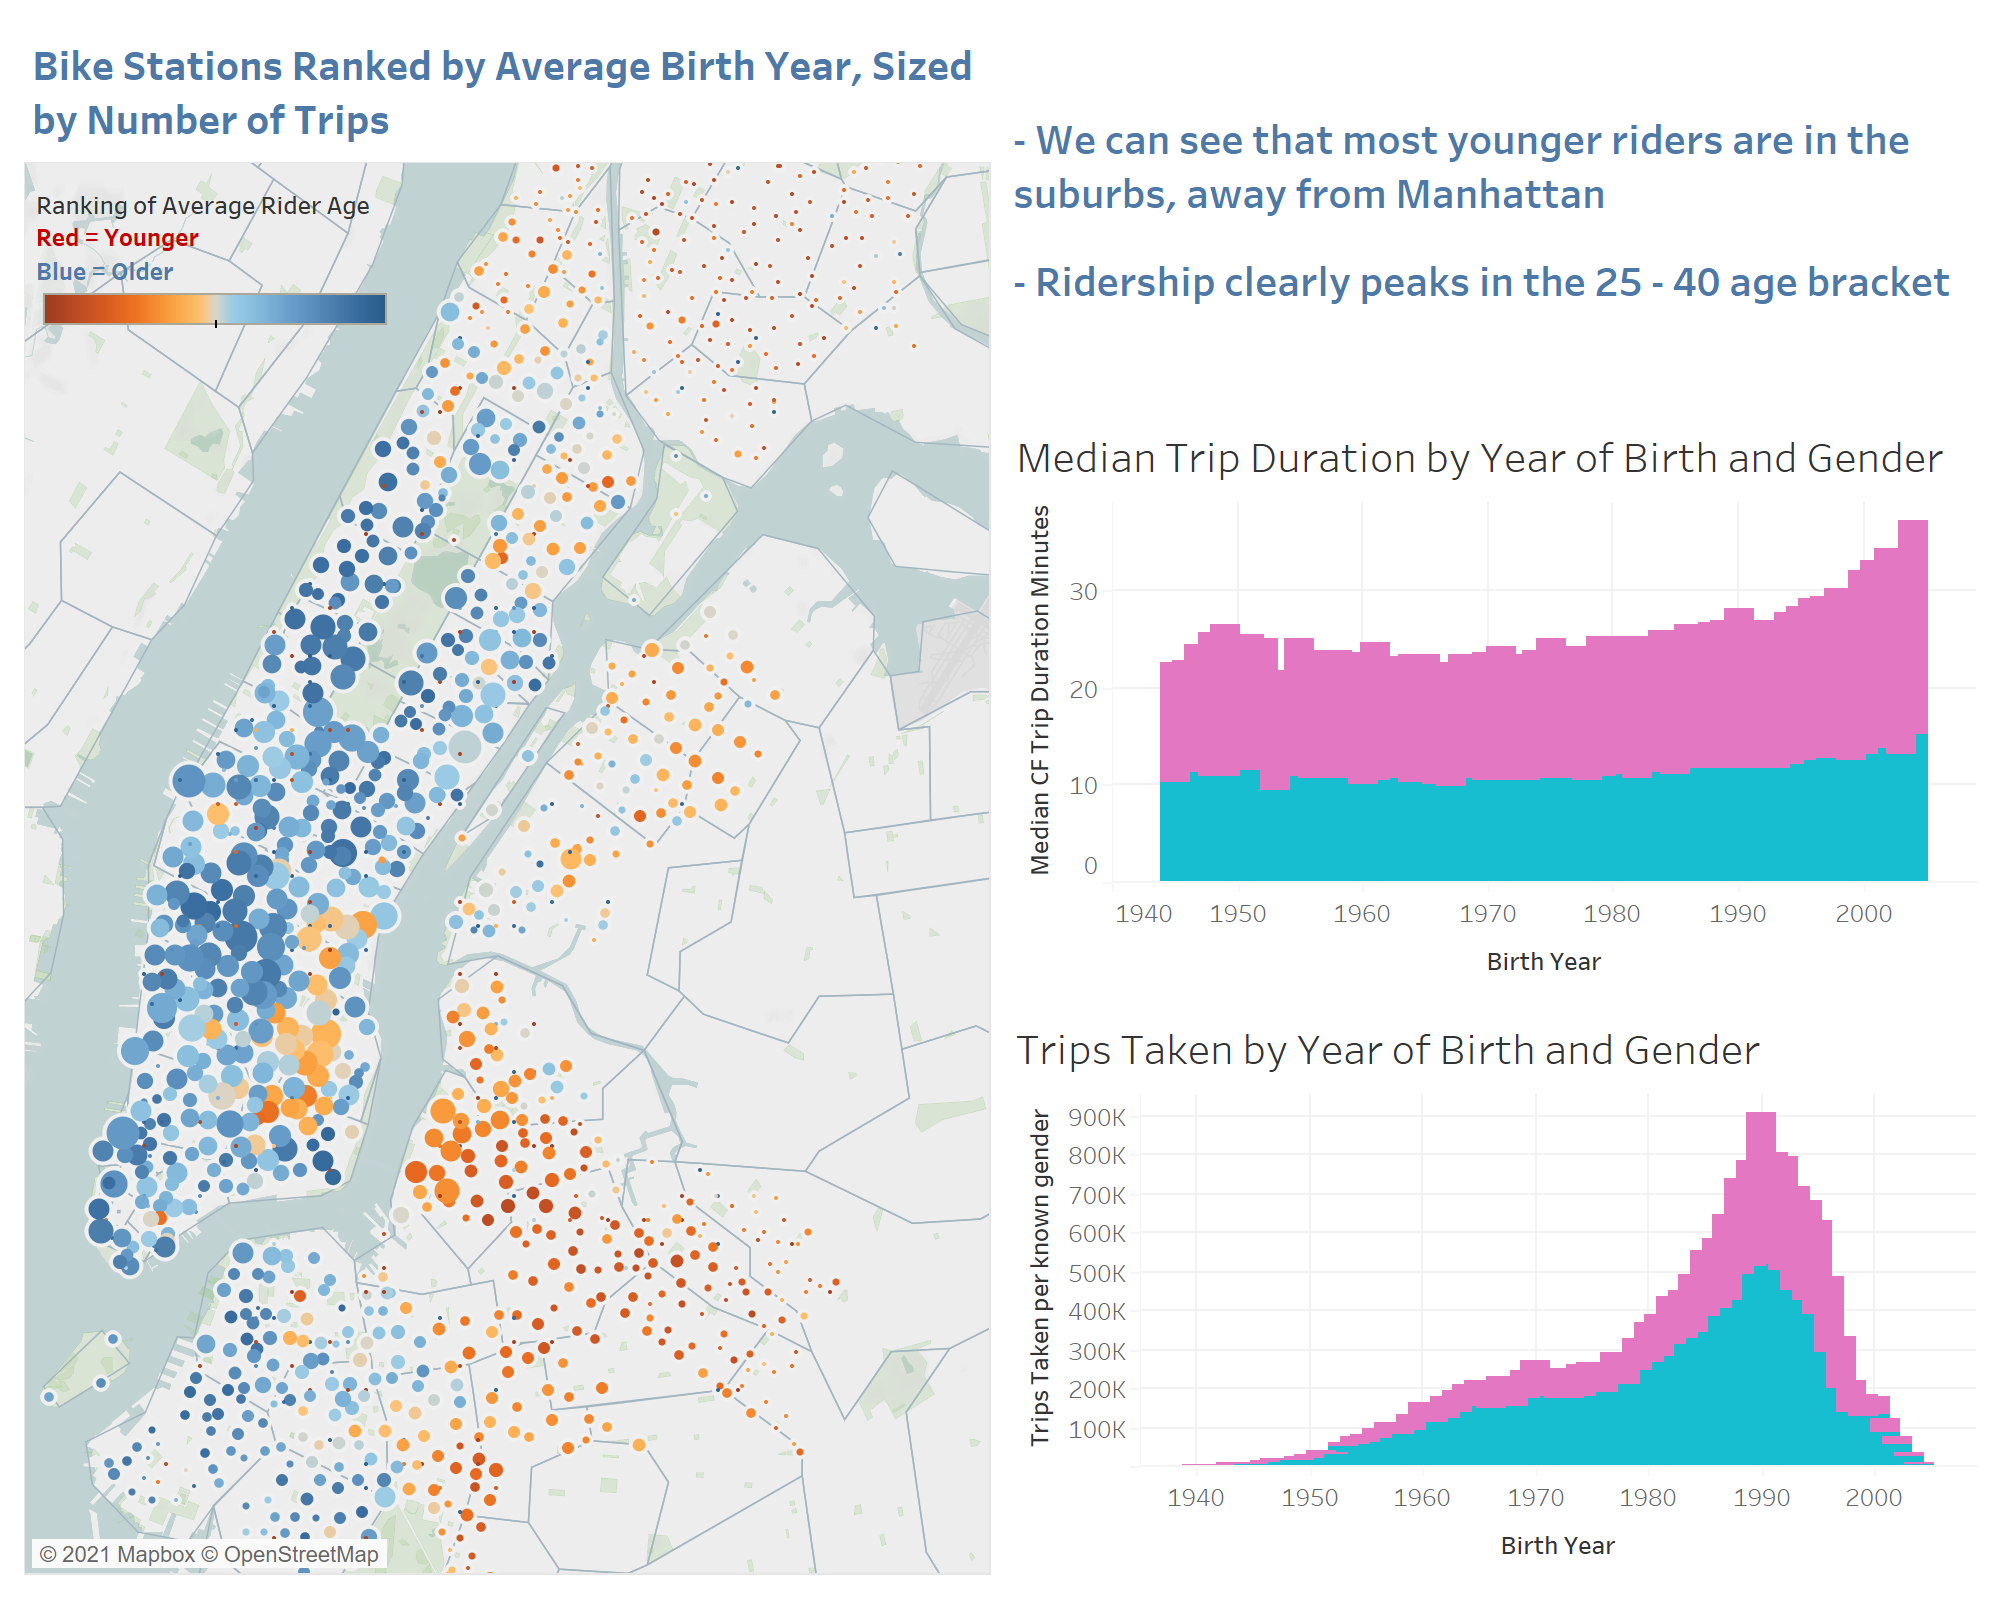 Bike Stations Ranked by Average Birth Year, Sized
by Number of Trips
Ranking of Average Rider Age
Red = Younger
Blue = Older
© 2021 Mapbox © OpenStreetMap
- We can see that most younger riders are in the
suburbs, away from Manhattan
- Ridership clearly peaks in the 25 - 40 age bracket
Median Trip Duration by Year of Birth and Gender
Median CF Trip Duration Minutes
30
20
10
0
1940 1950 1960 1970 1980 1990 2000
Birth Year
Trips Taken by Year of Birth and Gender
Trips Taken per known gender
900K
800K
700K
600K
500K
400K
300K
200K
100K
1940 1950 1960 1970 1980 1990 2000
Birth Year